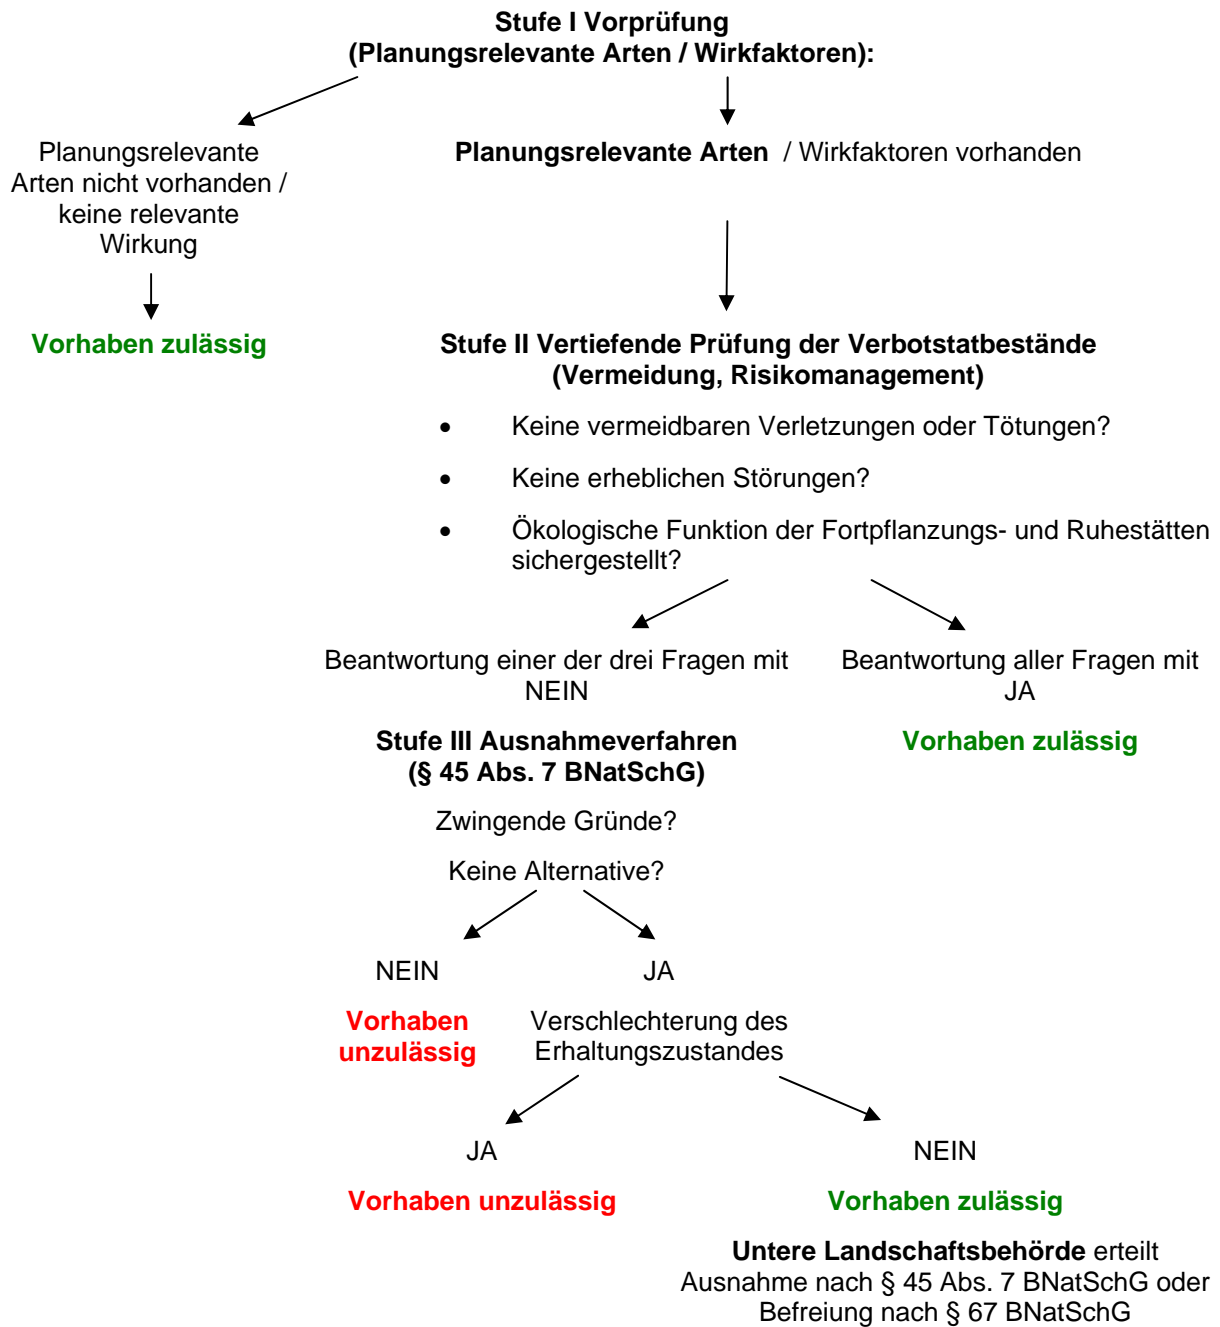 Stufe I Vorprüfung
(Planungsrelevante Arten / Wirkfaktoren):
Planungsrelevante
Arten nicht vorhanden /
keine relevante
Wirkung
Planungsrelevante Arten / Wirkfaktoren vorhanden
Vorhaben zulässig
Stufe II Vertiefende Prüfung der Verbotstatbestände
(Vermeidung, Risikomanagement)
• Keine vermeidbaren Verletzungen oder Tötungen?
• Keine erheblichen Störungen?
• Ökologische Funktion der Fortpflanzungs- und Ruhestätten
sichergestellt?
Beantwortung einer der drei Fragen mit
NEIN
Beantwortung aller Fragen mit
JA
Stufe III Ausnahmeverfahren
(§ 45 Abs. 7 BNatSchG)
Vorhaben zulässig
Zwingende Gründe?
Keine Alternative?
NEIN
JA
Vorhaben
unzulässig
Verschlechterung des
Erhaltungszustandes
JA
NEIN
Vorhaben unzulässig
Vorhaben zulässig
Untere Landschaftsbehörde erteilt
Ausnahme nach § 45 Abs. 7 BNatSchG oder
Befreiung nach § 67 BNatSchG